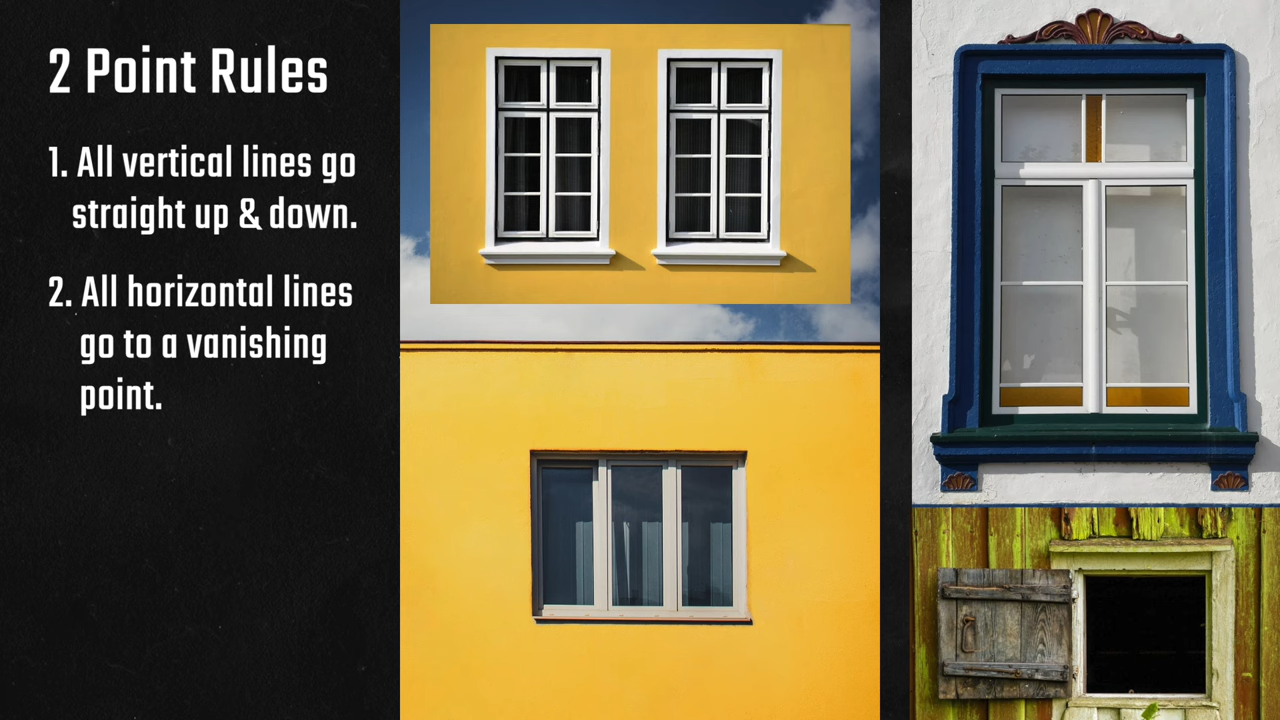 2 Point Rules
1. All vertical lines go
straight up & down.
2. All horizontal lines
go to a vanishing
point.